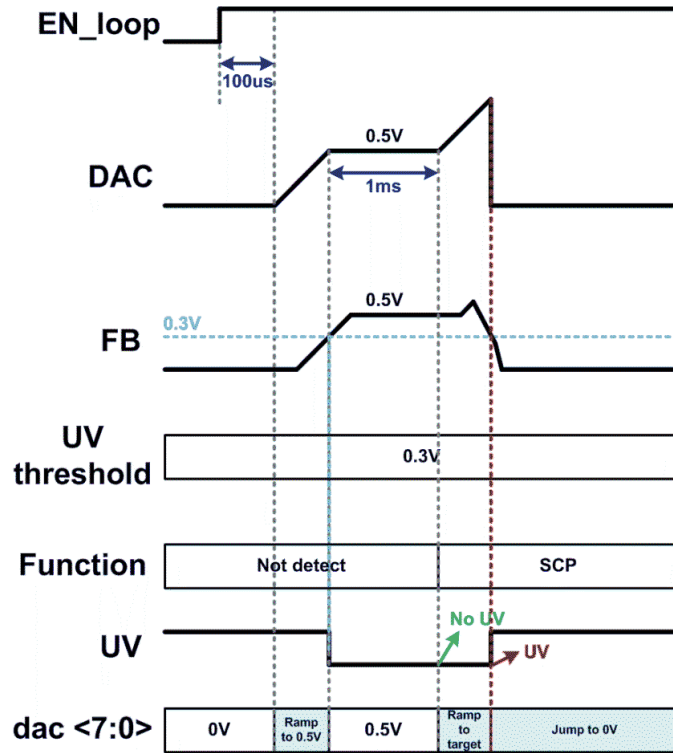 EN_loop
100us
0.5V
DAC
1ms
0.5V
0.3V
FB
UV
threshold
0.3V
Function
Not detect
SCP
No UV
UV
UV
dac <7:0>
0V
Ramp
to 0.5V
0.5V
Ramp
to
target
Jump to 0V